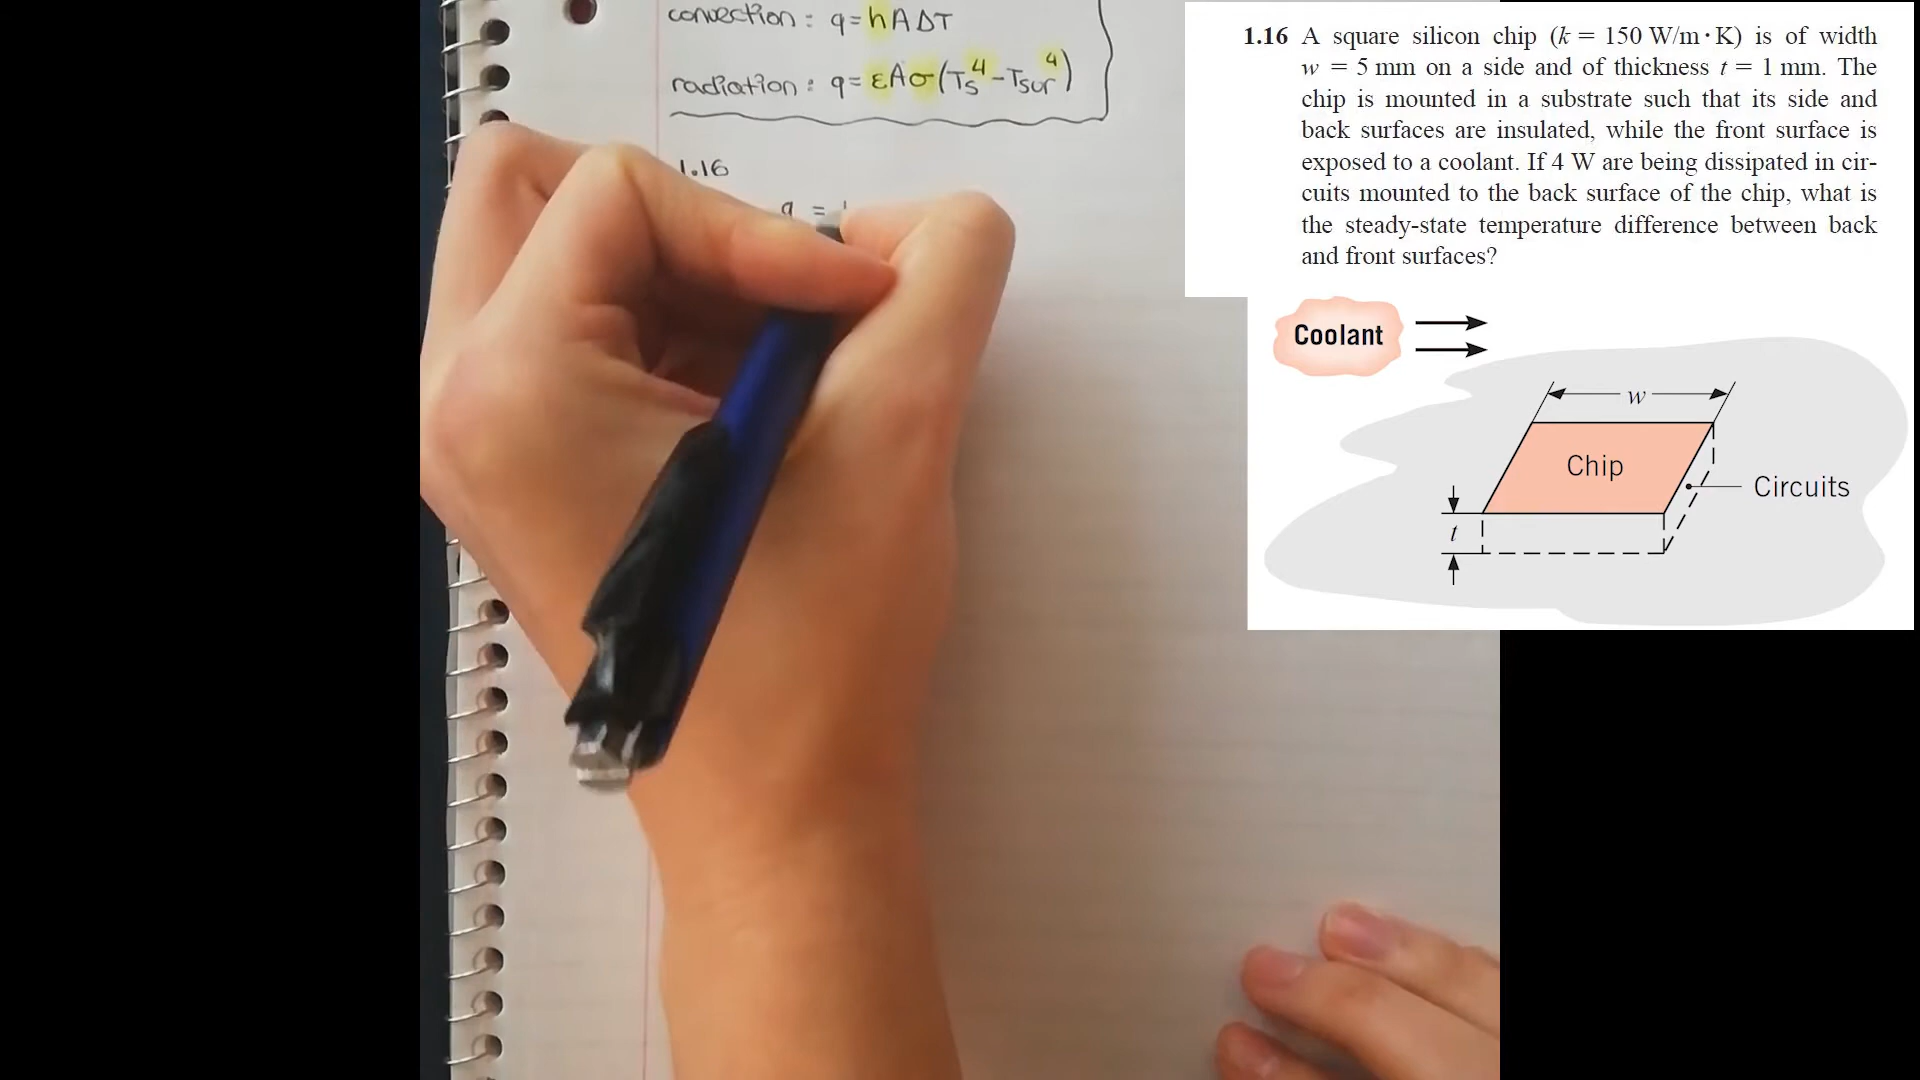 convection: q=hAΔT
radiation: q=εAσ(Ts⁴-Tsur⁴)
1.16
q =
1.16 A square silicon chip (k = 150 W/m·K) is of width
w = 5 mm on a side and of thickness t = 1 mm. The
chip is mounted in a substrate such that its side and
back surfaces are insulated, while the front surface is
exposed to a coolant. If 4 W are being dissipated in cir-
cuits mounted to the back surface of the chip, what is
the steady-state temperature difference between back
and front surfaces?
Coolant
w
Chip
Circuits
t